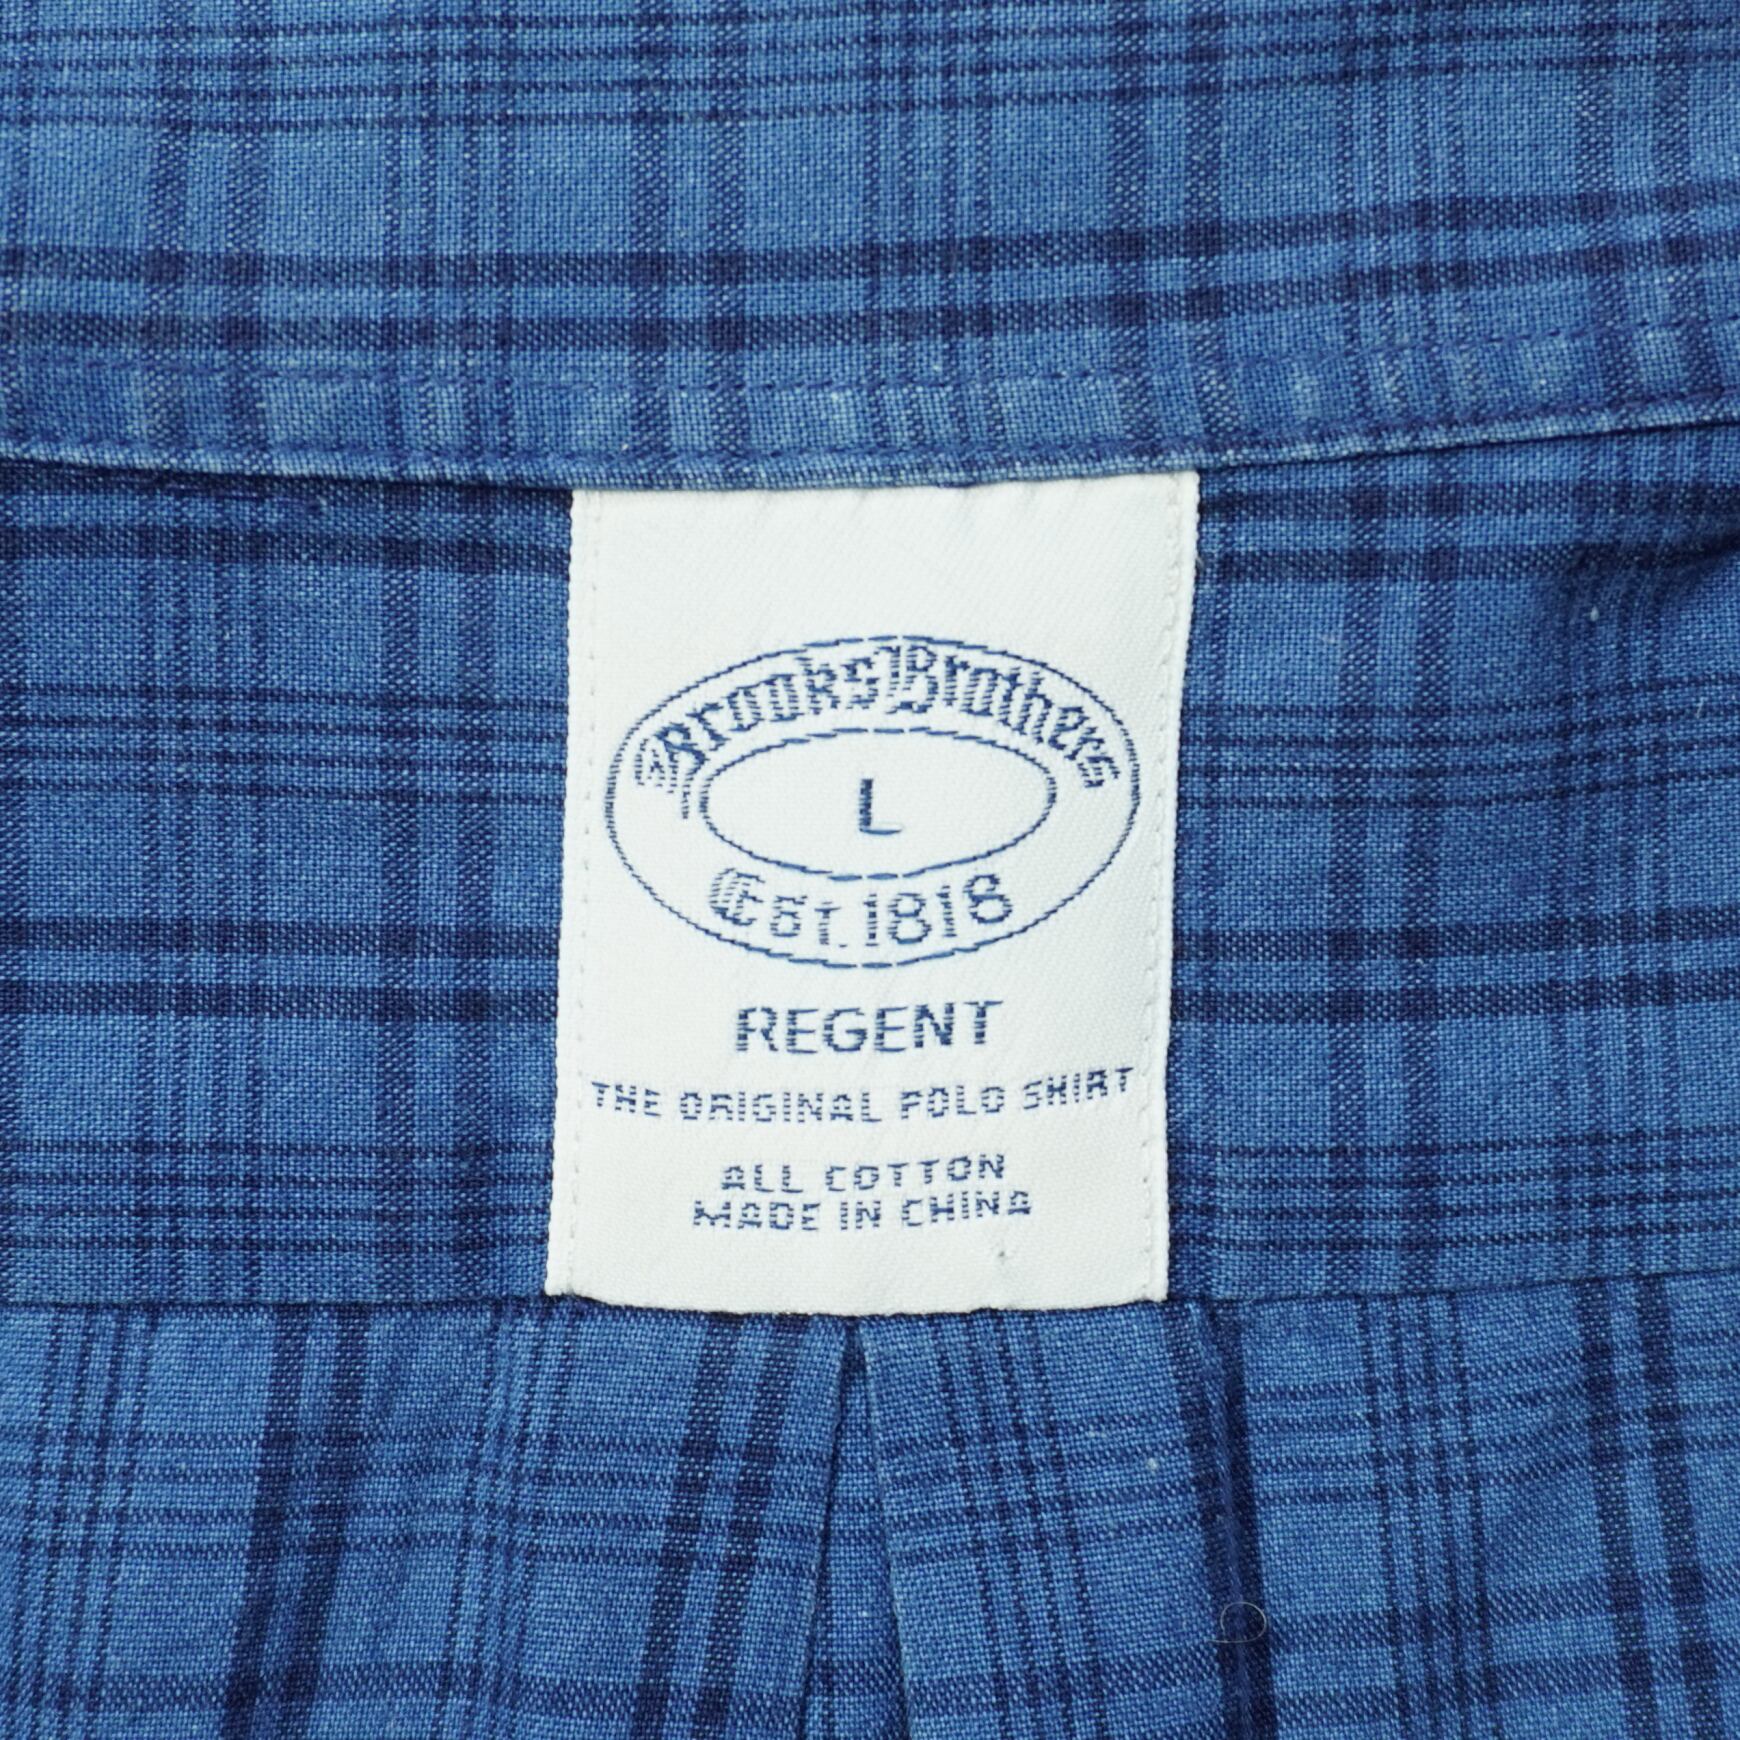 Brooks Brothers
L
Est. 1818
REGENT
THE ORIGINAL POLO SHIRT
ALL COTTON
MADE IN CHINA